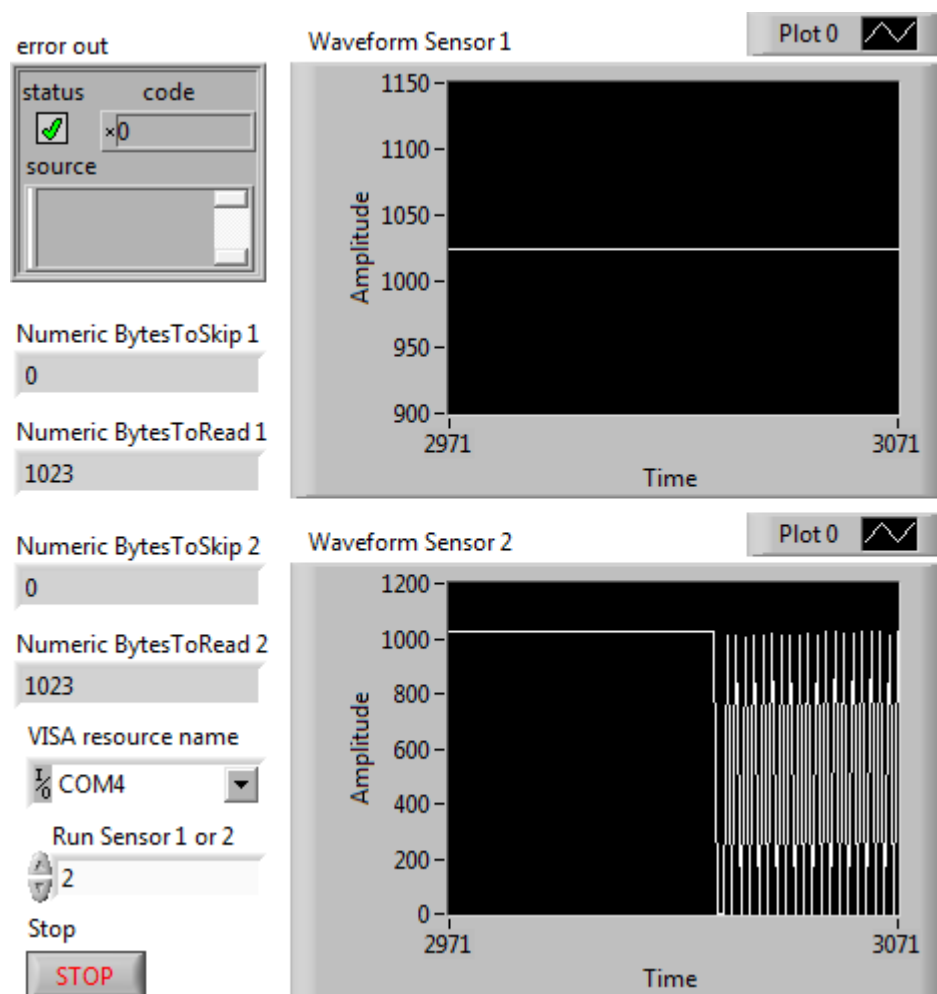 error out
status code
×0
source
Numeric BytesToSkip 1
0
Numeric BytesToRead 1
1023
Numeric BytesToSkip 2
0
Numeric BytesToRead 2
1023
VISA resource name
I/0 COM4
Run Sensor 1 or 2
2
Stop
STOP
Waveform Sensor 1
Plot 0
1150
1100
1050
1000
950
900
Amplitude
2971 3071
Time
Waveform Sensor 2
Plot 0
1200
1000
800
600
400
200
0
Amplitude
2971 3071
Time